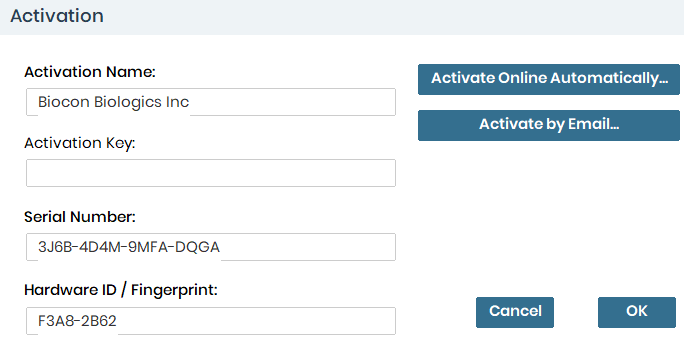 Activation
Activation Name:
Biocon Biologics Inc
Activation Key:
Serial Number:
3J6B-4D4M-9MFA-DQGA
Hardware ID / Fingerprint:
F3A8-2B62
Activate Online Automatically...
Activate by Email...
Cancel
OK